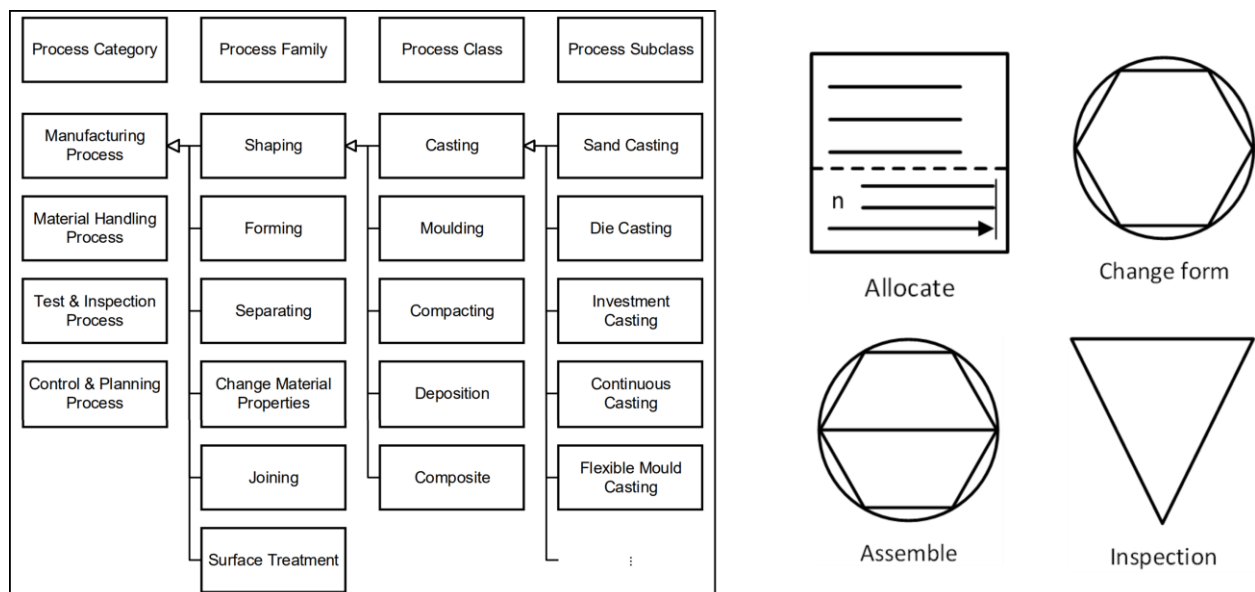 Process Category
Process Family
Process Class
Process Subclass
Manufacturing
Process
Shaping
Casting
Sand Casting
Material Handling
Process
Forming
Moulding
Die Casting
Test & Inspection
Process
Separating
Compacting
Investment
Casting
Control & Planning
Process
Change Material
Properties
Deposition
Continuous
Casting
Joining
Composite
Flexible Mould
Casting
Surface Treatment
⋮
n
Allocate
Change form
Assemble
Inspection